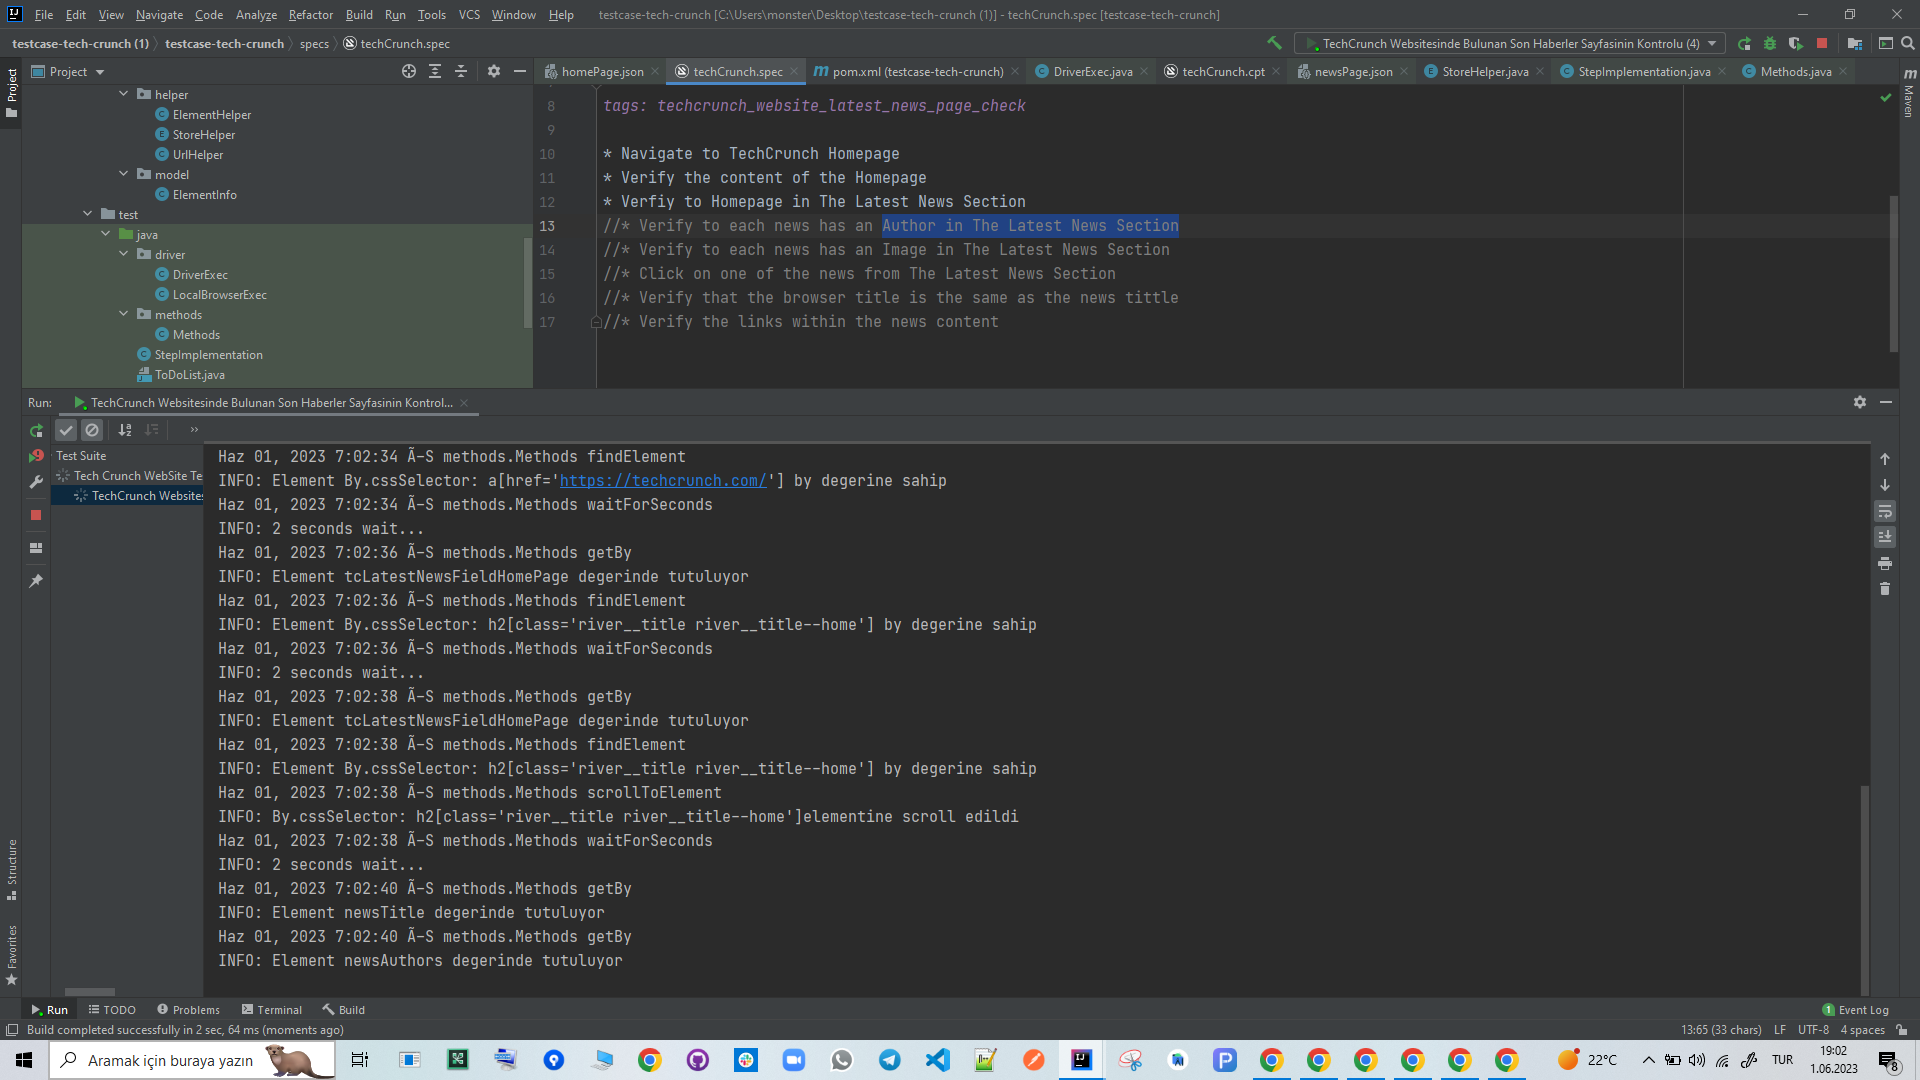 File Edit View Navigate Code Analyze Refactor Build Run Tools VCS Window Help testcase-tech-crunch [C:\Users\monster\Desktop\testcase-tech-crunch (1)] - techCrunch.spec [testcase-tech-crunch]
testcase-tech-crunch (1) testcase-tech-crunch specs techCrunch.spec
TechCrunch Websitesinde Bulunan Son Haberler Sayfasinin Kontrolu (4)
Project
homePage.json techCrunch.spec pom.xml (testcase-tech-crunch) DriverExec.java techCrunch.cpt newsPage.json StoreHelper.java StepImplementation.java Methods.java
Project
Maven
helper
ElementHelper
StoreHelper
UrlHelper
model
ElementInfo
test
java
driver
DriverExec
LocalBrowserExec
methods
Methods
StepImplementation
ToDoList.java
8 tags: techcrunch_website_latest_news_page_check
9
10 * Navigate to TechCrunch Homepage
11 * Verify the content of the Homepage
12 * Verfiy to Homepage in The Latest News Section
13 //* Verify to each news has an Author in The Latest News Section
14 //* Verify to each news has an Image in The Latest News Section
15 //* Click on one of the news from The Latest News Section
16 //* Verify that the browser title is the same as the news tittle
17 //* Verify the links within the news content
Run: TechCrunch Websitesinde Bulunan Son Haberler Sayfasinin Kontrol...
Test Suite
Tech Crunch WebSite Te
TechCrunch Websites
Haz 01, 2023 7:02:34 Ã–S methods.Methods findElement
INFO: Element By.cssSelector: a[href='https://techcrunch.com/'] by degerine sahip
Haz 01, 2023 7:02:34 Ã–S methods.Methods waitForSeconds
INFO: 2 seconds wait...
Haz 01, 2023 7:02:36 Ã–S methods.Methods getBy
INFO: Element tcLatestNewsFieldHomePage degerinde tutuluyor
Haz 01, 2023 7:02:36 Ã–S methods.Methods findElement
INFO: Element By.cssSelector: h2[class='river__title river__title--home'] by degerine sahip
Haz 01, 2023 7:02:36 Ã–S methods.Methods waitForSeconds
INFO: 2 seconds wait...
Haz 01, 2023 7:02:38 Ã–S methods.Methods getBy
INFO: Element tcLatestNewsFieldHomePage degerinde tutuluyor
Haz 01, 2023 7:02:38 Ã–S methods.Methods findElement
INFO: Element By.cssSelector: h2[class='river__title river__title--home'] by degerine sahip
Haz 01, 2023 7:02:38 Ã–S methods.Methods scrollToElement
INFO: By.cssSelector: h2[class='river__title river__title--home']elementine scroll edildi
Haz 01, 2023 7:02:38 Ã–S methods.Methods waitForSeconds
INFO: 2 seconds wait...
Haz 01, 2023 7:02:40 Ã–S methods.Methods getBy
INFO: Element newsTitle degerinde tutuluyor
Haz 01, 2023 7:02:40 Ã–S methods.Methods getBy
INFO: Element newsAuthors degerinde tutuluyor
Structure
Favorites
Run TODO Problems Terminal Build 1 Event Log
Build completed successfully in 2 sec, 64 ms (moments ago) 13:65 (33 chars) LF UTF-8 4 spaces
Aramak için buraya yazın 22°C TUR 19:02
1.06.2023 8